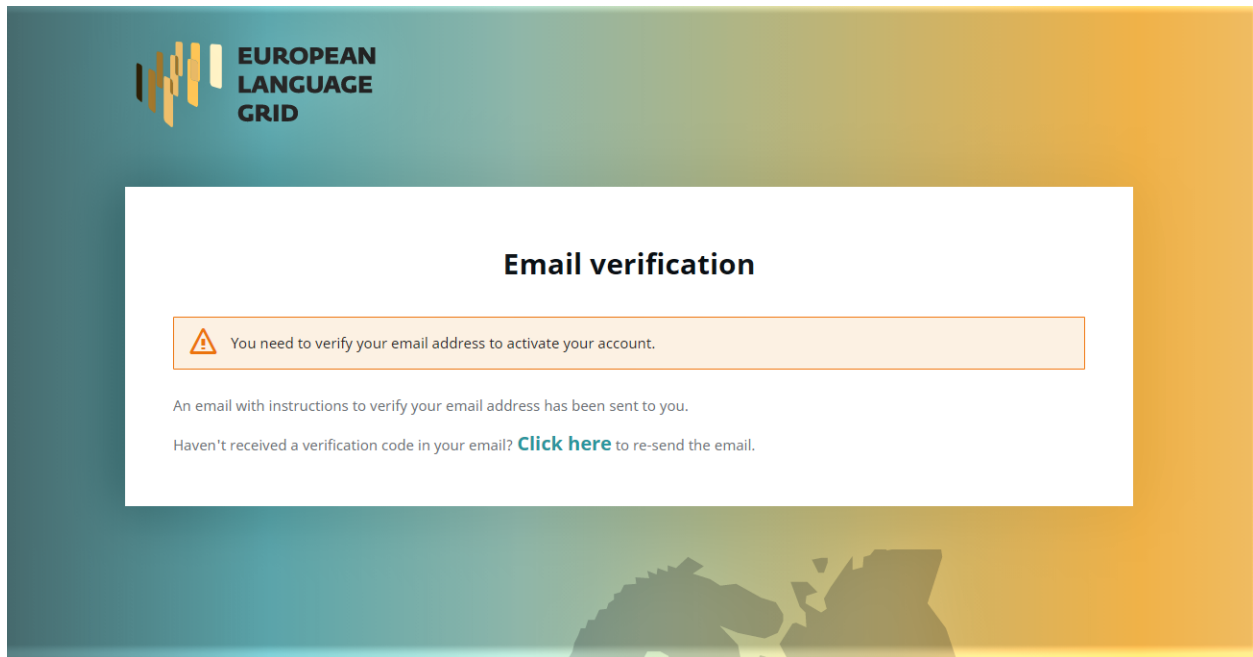 EUROPEAN
LANGUAGE
GRID
Email verification
You need to verify your email address to activate your account.
An email with instructions to verify your email address has been sent to you.
Haven't received a verification code in your email? Click here to re-send the email.